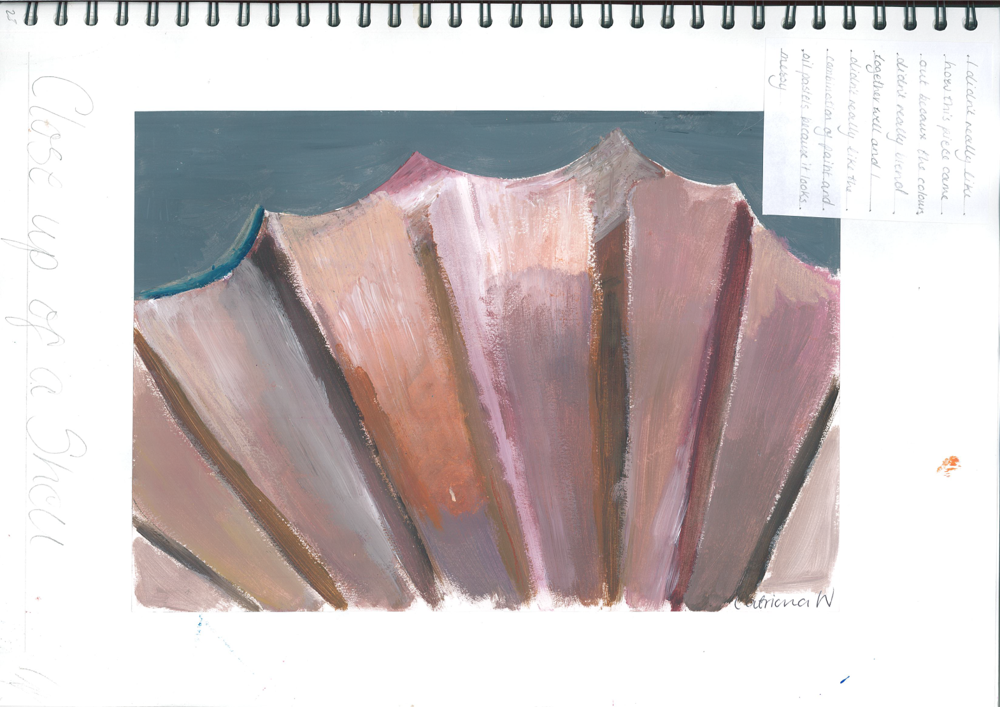 Close up of a Shell
I didn't really like
how this piece came
out because the colours
didn't really blend
together well and I
didn't really like the
combination of paint and
oil pastels because it looks
messy
Catriona W
25